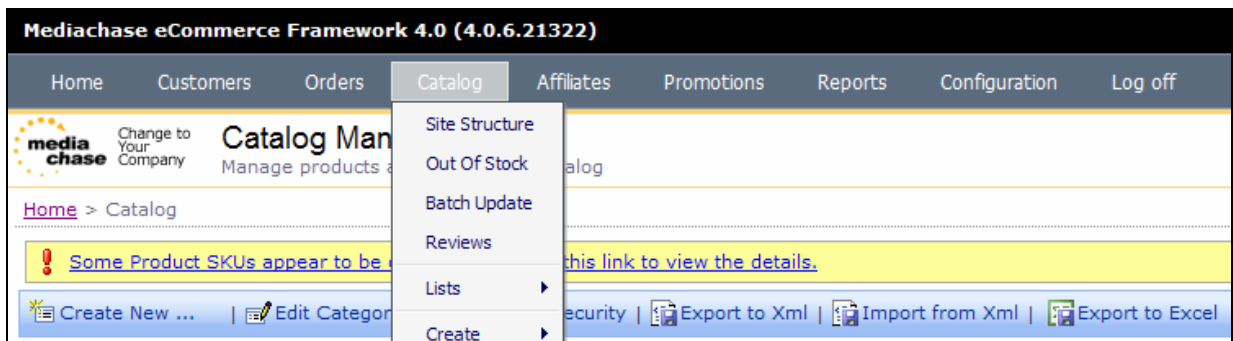 Mediachase eCommerce Framework 4.0 (4.0.6.21322)
Home Customers Orders Catalog Affiliates Promotions Reports Configuration Log off
media chase
Change to Your Company
Catalog Man
Manage products a alog
Home > Catalog
Some Product SKUs appear to be this link to view the details.
Create New ... | Edit Categor ecurity | Export to Xml | Import from Xml | Export to Excel
Site Structure
Out Of Stock
Batch Update
Reviews
Lists
Create